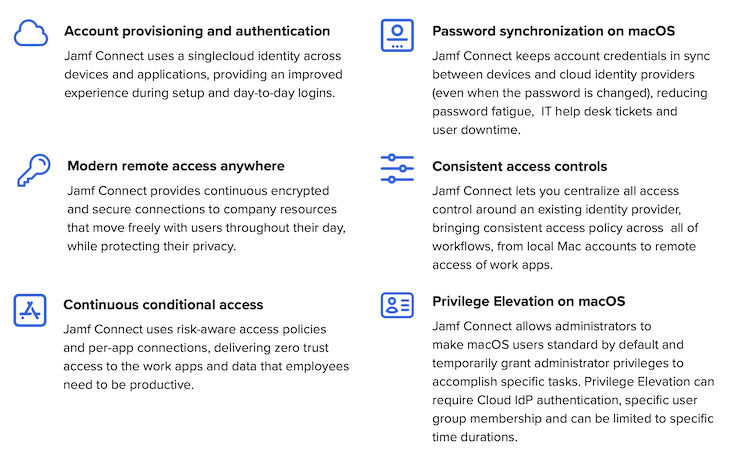 Account provisioning and authentication
Jamf Connect uses a singlecloud identity across
devices and applications, providing an improved
experience during setup and day-to-day logins.
Password synchronization on macOS
Jamf Connect keeps account credentials in sync
between devices and cloud identity providers
(even when the password is changed), reducing
password fatigue,  IT help desk tickets and
user downtime.
Modern remote access anywhere
Jamf Connect provides continuous encrypted
and secure connections to company resources
that move freely with users throughout their day,
while protecting their privacy.
Consistent access controls
Jamf Connect lets you centralize all access
control around an existing identity provider,
bringing consistent access policy across  all of
workflows, from local Mac accounts to remote
access of work apps.
Continuous conditional access
Jamf Connect uses risk-aware access policies
and per-app connections, delivering zero trust
access to the work apps and data that employees
need to be productive.
Privilege Elevation on macOS
Jamf Connect allows administrators to
make macOS users standard by default and
temporarily grant administrator privileges to
accomplish specific tasks. Privilege Elevation can
require Cloud IdP authentication, specific user
group membership and can be limited to specific
time durations.